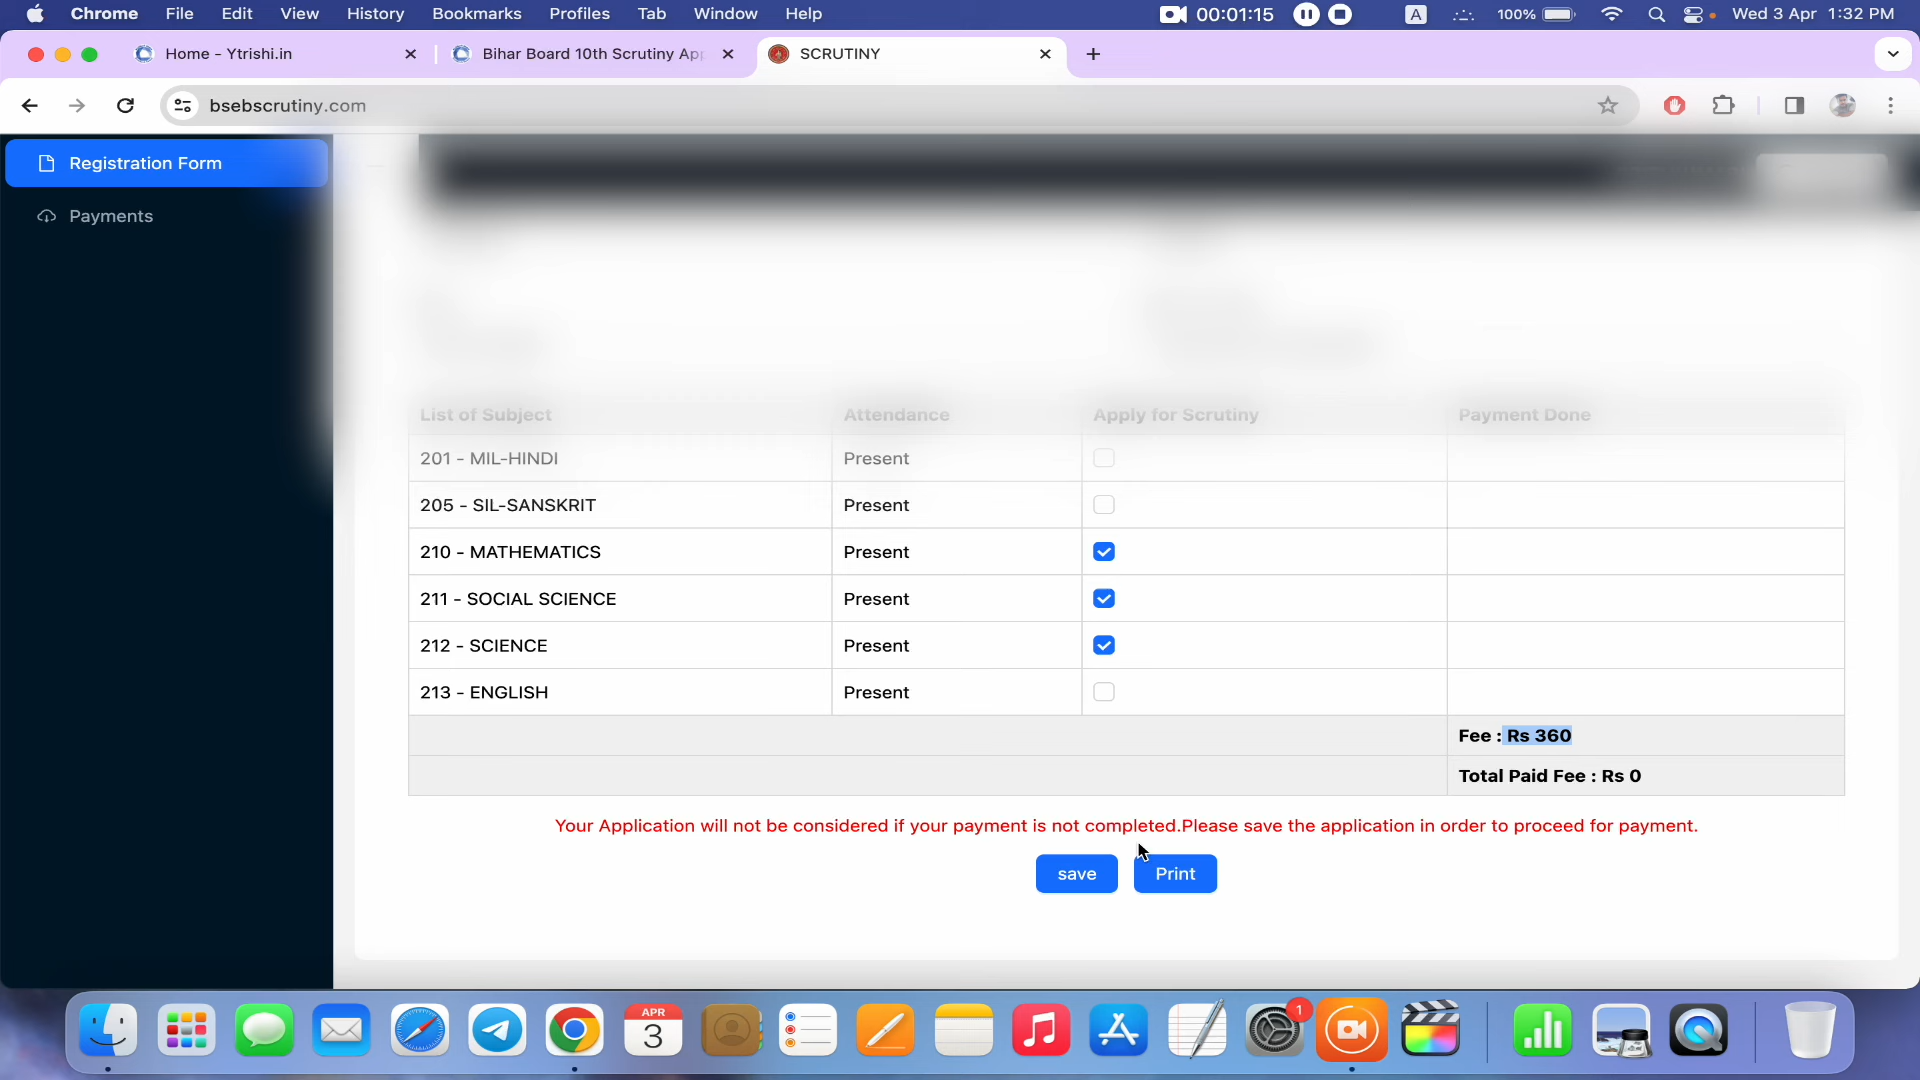 Chrome File Edit View History Bookmarks Profiles Tab Window Help 00:01:15 A 100% Wed 3 Apr 1:32 PM
Home - Ytrishi.in Bihar Board 10th Scrutiny App SCRUTINY
bsebscrutiny.com
Registration Form
Payments
List of Subject Attendance Apply for Scrutiny Payment Done
201 - MIL-HINDI Present
205 - SIL-SANSKRIT Present
210 - MATHEMATICS Present
211 - SOCIAL SCIENCE Present
212 - SCIENCE Present
213 - ENGLISH Present
Fee : Rs 360
Total Paid Fee : Rs 0
Your Application will not be considered if your payment is not completed.Please save the application in order to proceed for payment.
save Print
APR
3
1